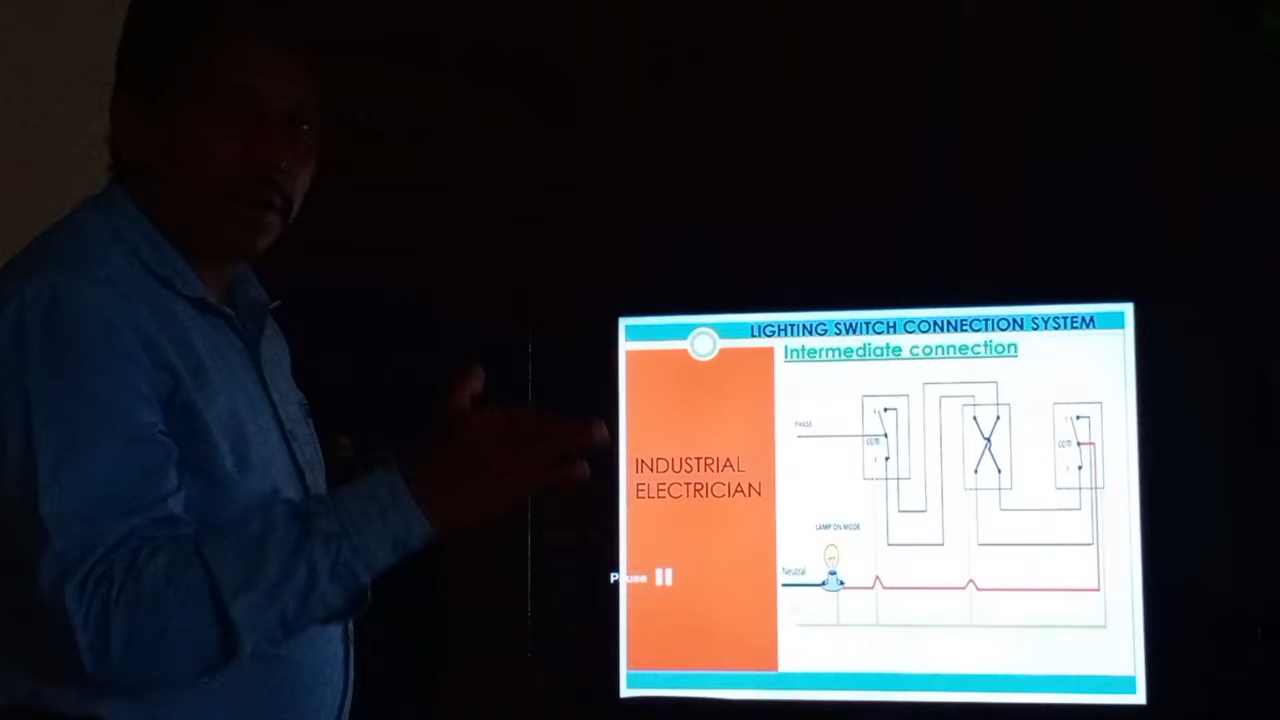 LIGHTING SWITCH CONNECTION SYSTEM
Intermediate connection
INDUSTRIAL
ELECTRICIAN
PHASE
COM
COM
LAMP ON MODE
Neutral
Pause